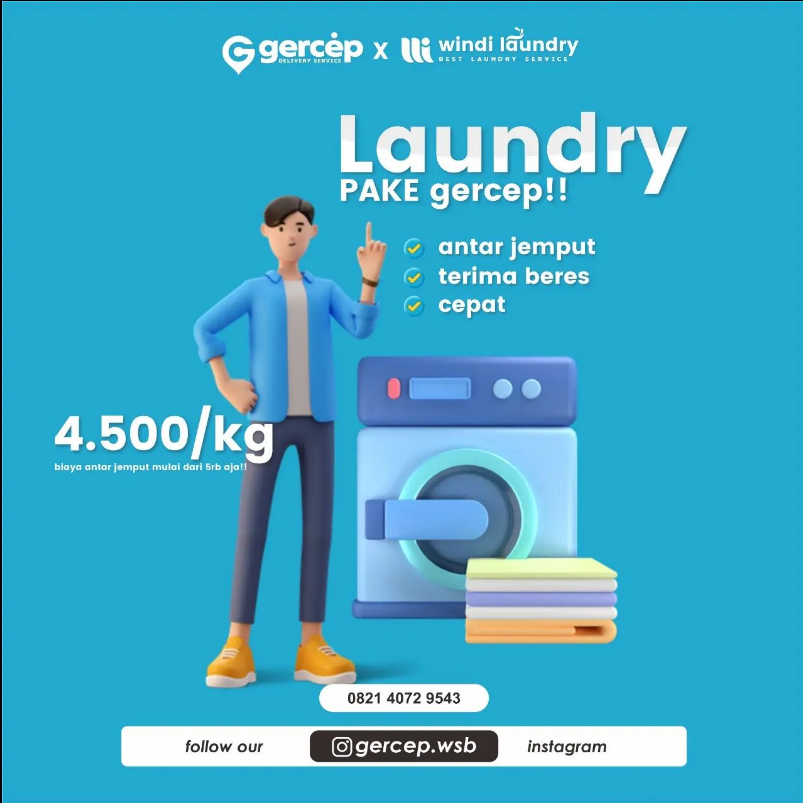 gercep x windi laundry
DELIVERY SERVICE BEST LAUNDRY SERVICE
Laundry
PAKE gercep!!
antar jemput
terima beres
cepat
4.500/kg
biaya antar jemput mulai dari 5rb aja!!
0821 4072 9543
follow our gercep.wsb instagram